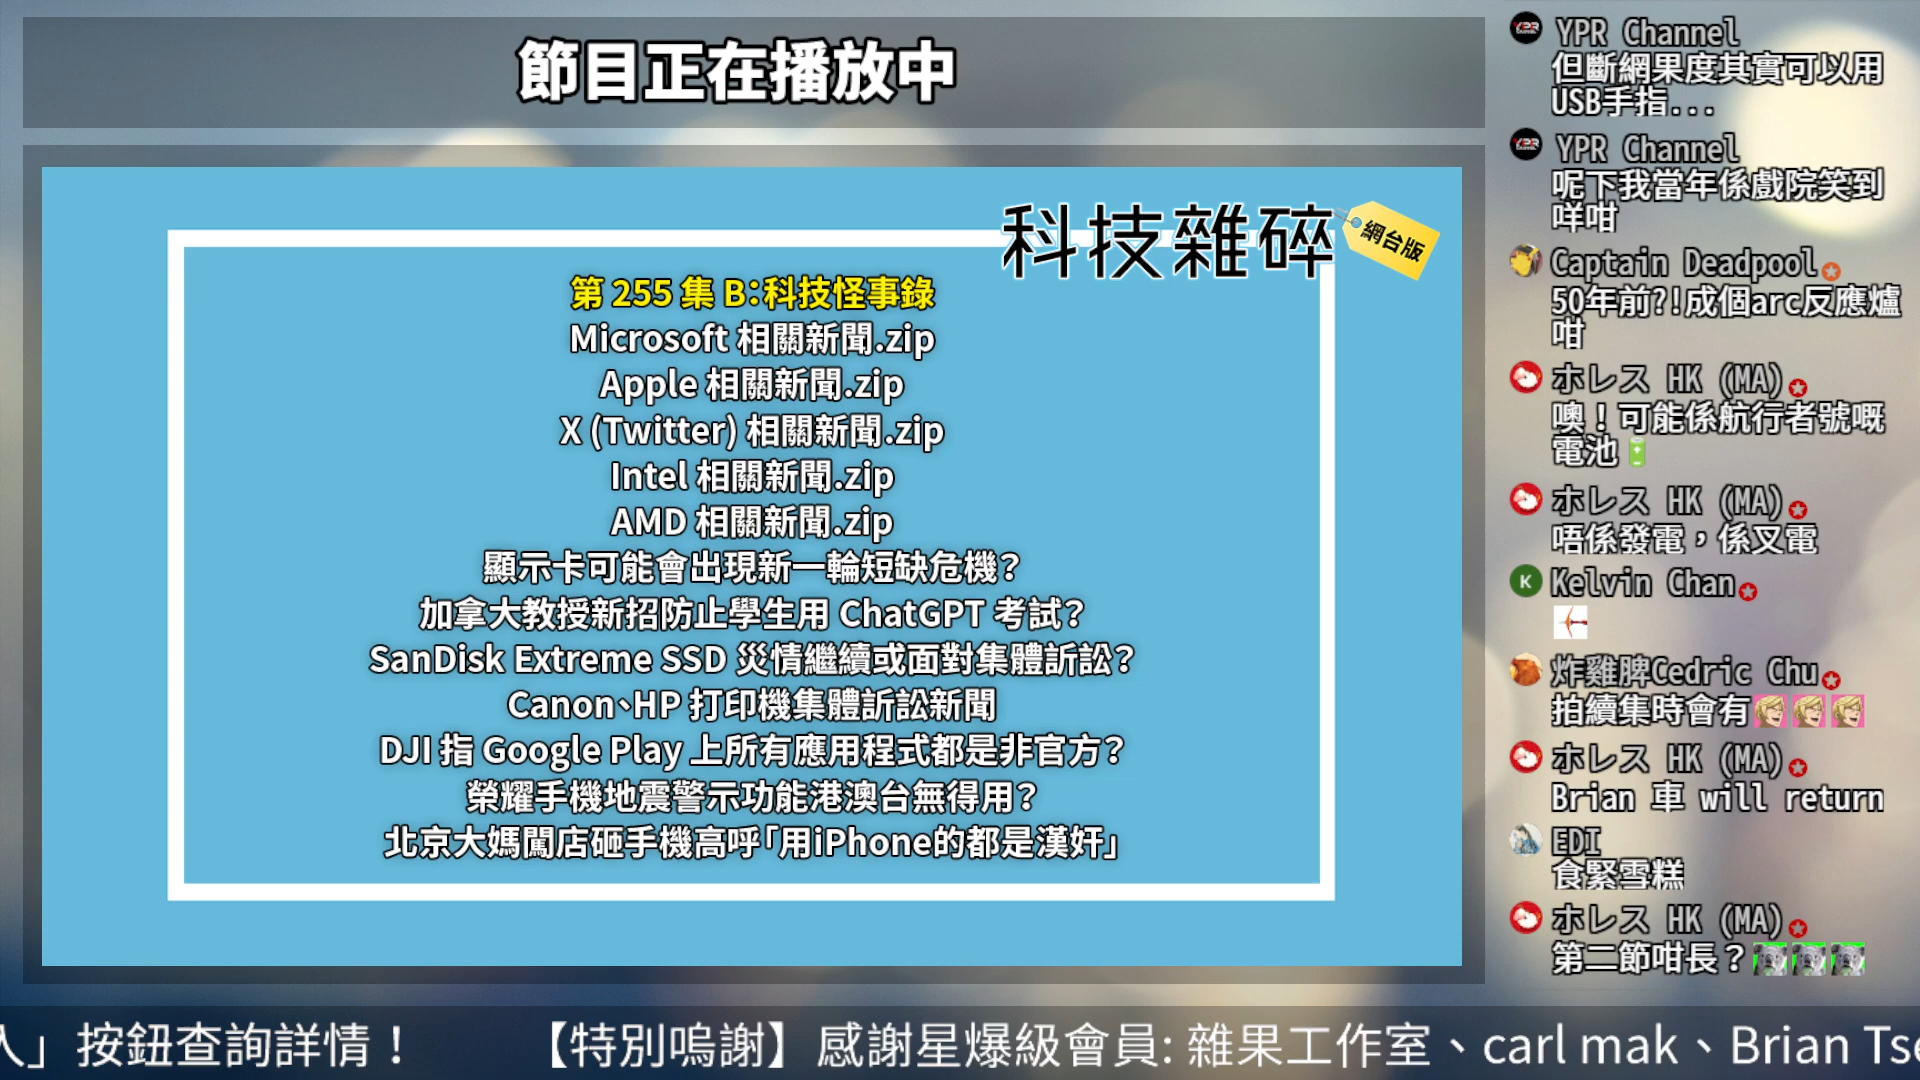 節目正在播放中
科技雜碎
網台版
第 255 集 B：科技怪事錄
Microsoft 相關新聞.zip
Apple 相關新聞.zip
X (Twitter) 相關新聞.zip
Intel 相關新聞.zip
AMD 相關新聞.zip
顯示卡可能會出現新一輪短缺危機？
加拿大教授新招防止學生用 ChatGPT 考試？
SanDisk Extreme SSD 災情繼續或面對集體訴訟？
Canon、HP 打印機集體訴訟新聞
DJI 指 Google Play 上所有應用程式都是非官方？
榮耀手機地震警示功能港澳台無得用？
北京大媽闖店砸手機高呼「用iPhone的都是漢奸」
YPR Channel
但斷網果度其實可以用
USB手指...
YPR Channel
呢下我當年係戲院笑到
咩咁
Captain Deadpool
50年前?!成個arc反應爐
咁
ホレス HK (MA)
噢！可能係航行者號嘅
電池
ホレス HK (MA)
唔係發電，係叉電
K
Kelvin Chan
炸雞脾Cedric Chu
拍續集時會有
ホレス HK (MA)
Brian 車 will return
EDI
食緊雪糕
ホレス HK (MA)
第二節咁長？
人」按鈕查詢詳情！ 【特別嗚謝】感謝星爆級會員: 雜果工作室、carl mak、Brian Tse